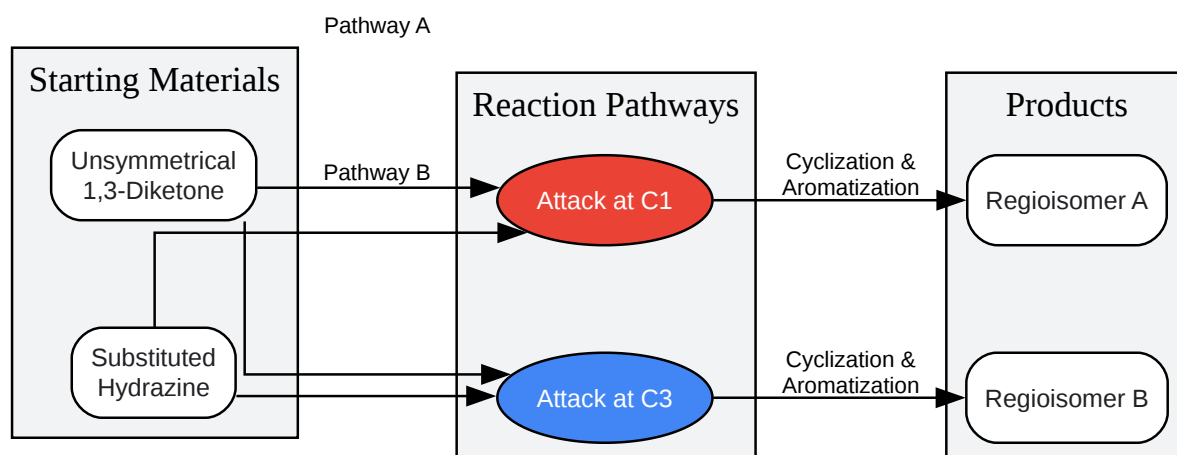 Pathway A
Starting Materials
Unsymmetrical
1,3-Diketone
Substituted
Hydrazine
Pathway B
Reaction Pathways
Attack at C1
Attack at C3
Cyclization &
Aromatization
Cyclization &
Aromatization
Products
Regioisomer A
Regioisomer B